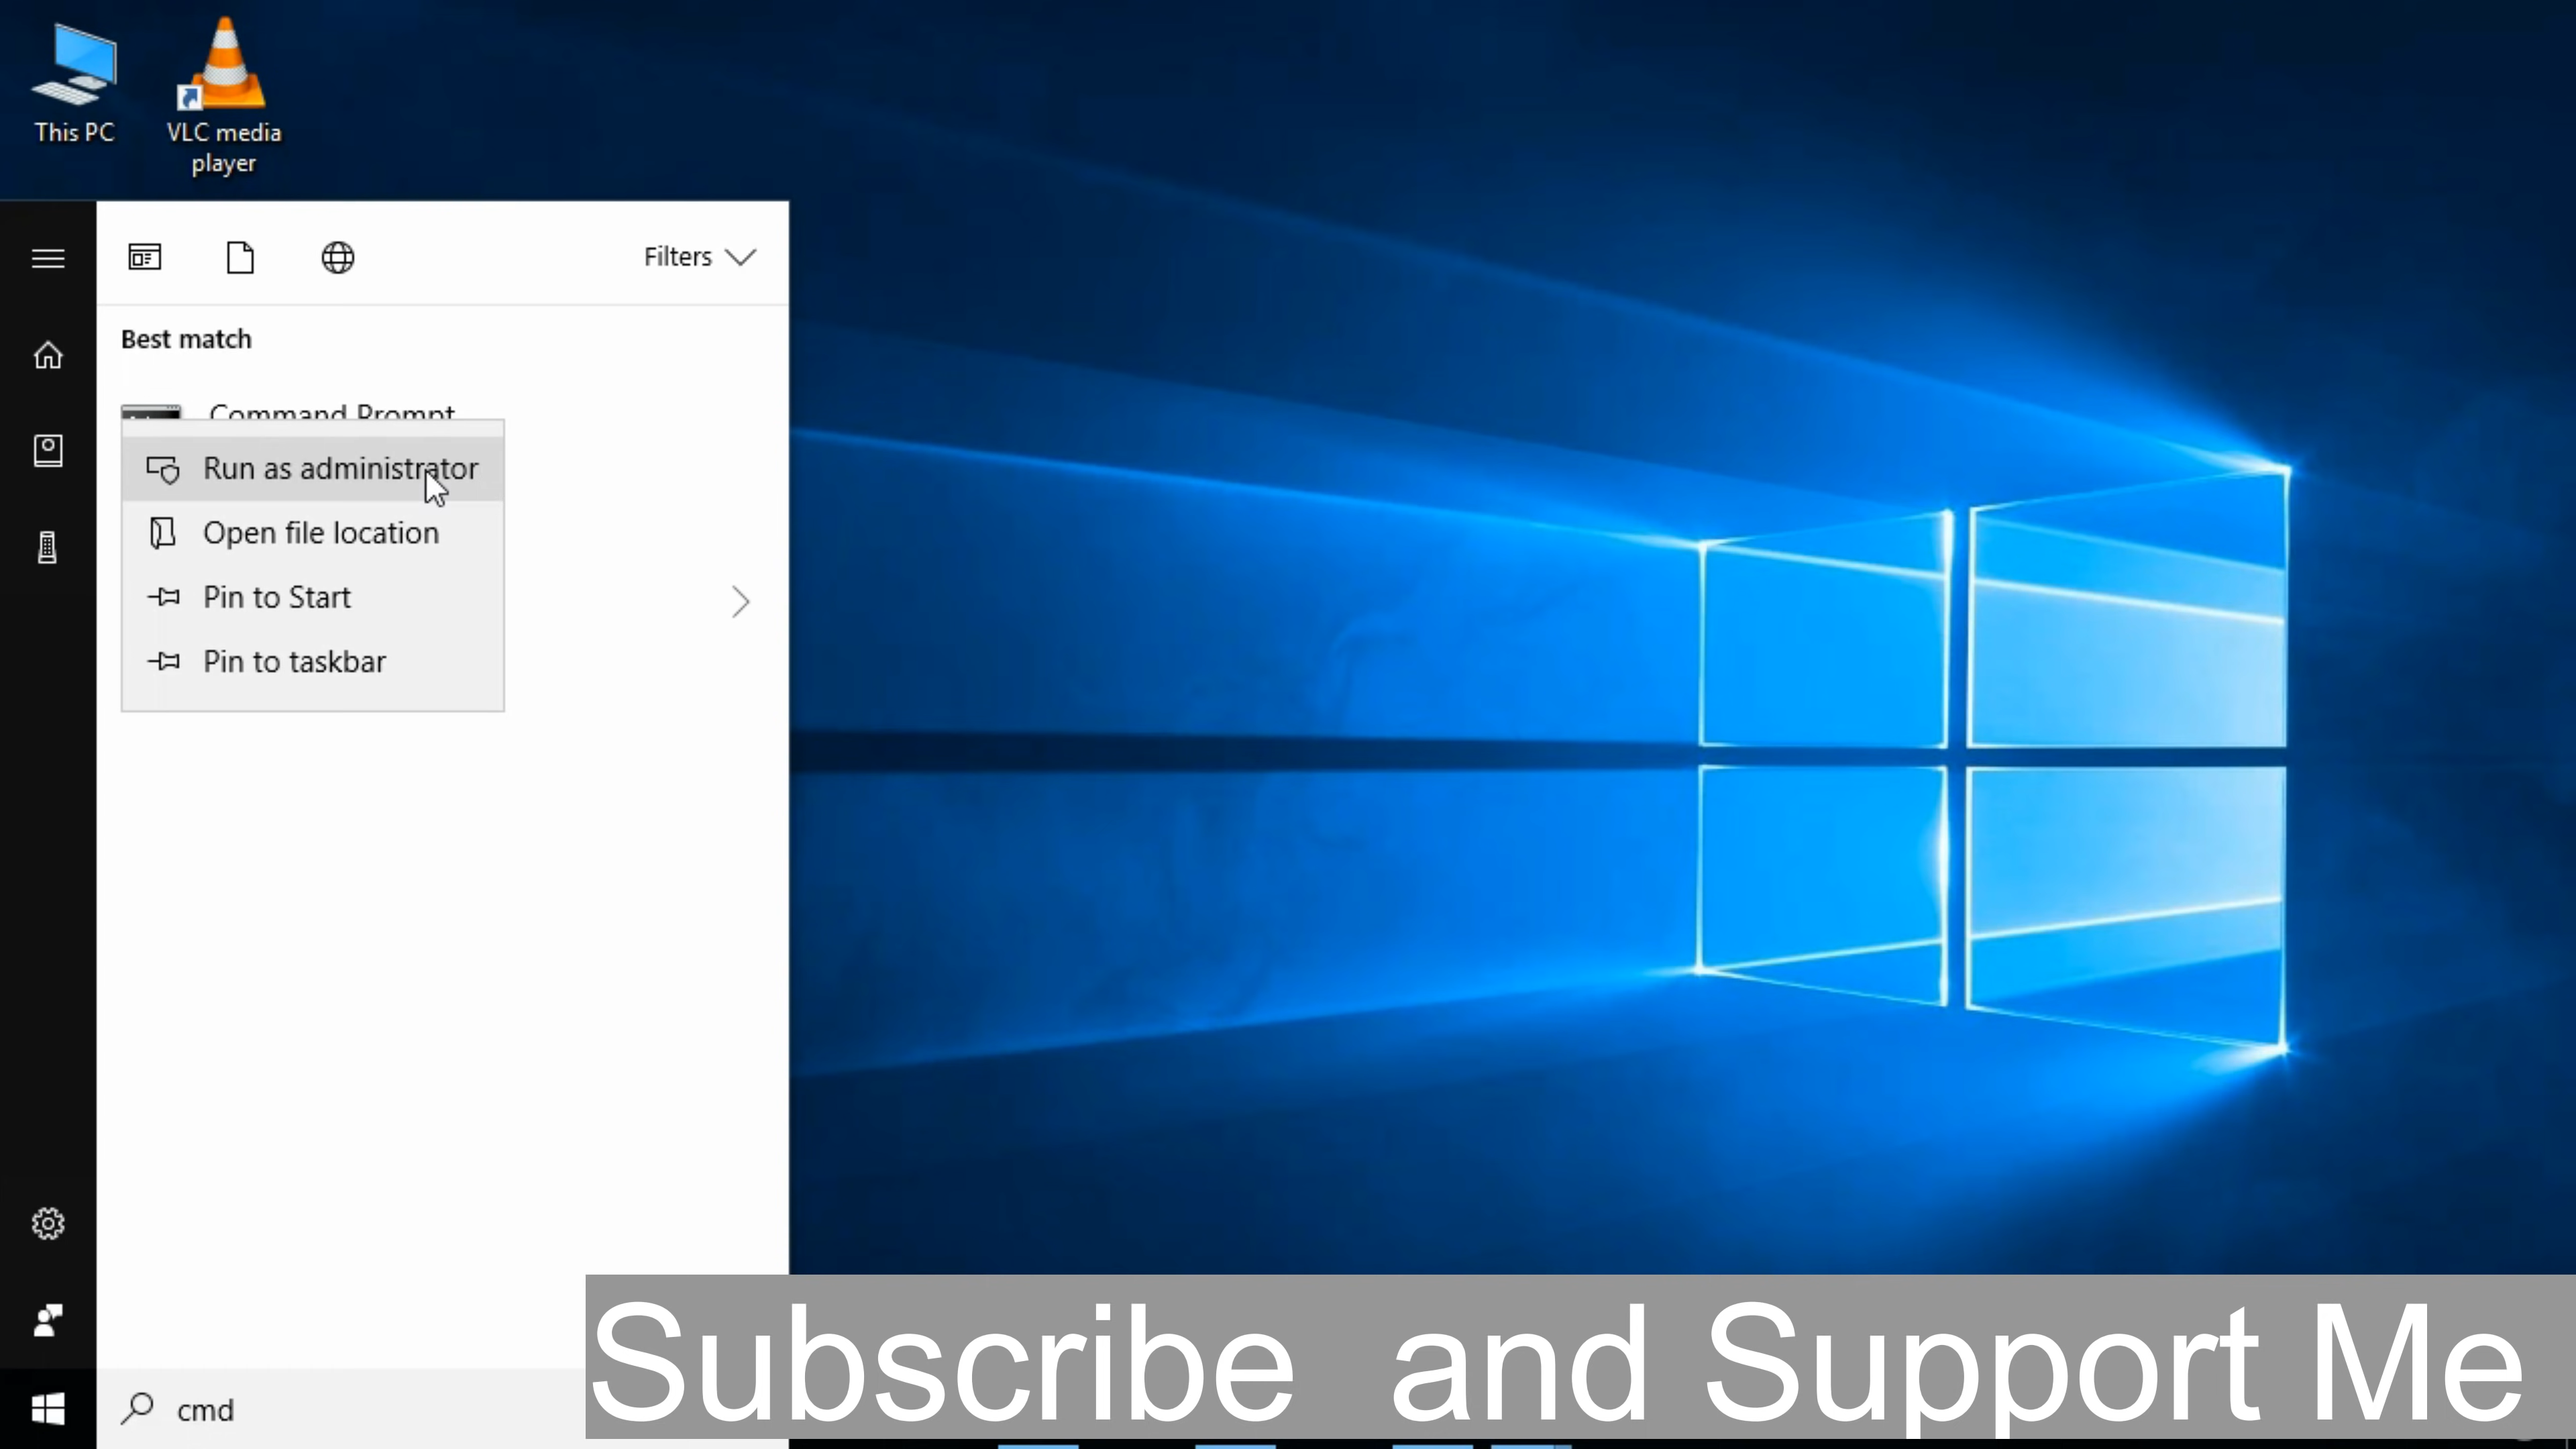 This PC
VLC media
player
Filters
Best match
Command Prompt
Run as administrator
Open file location
Pin to Start
Pin to taskbar
cmd
Subscribe and Support Me